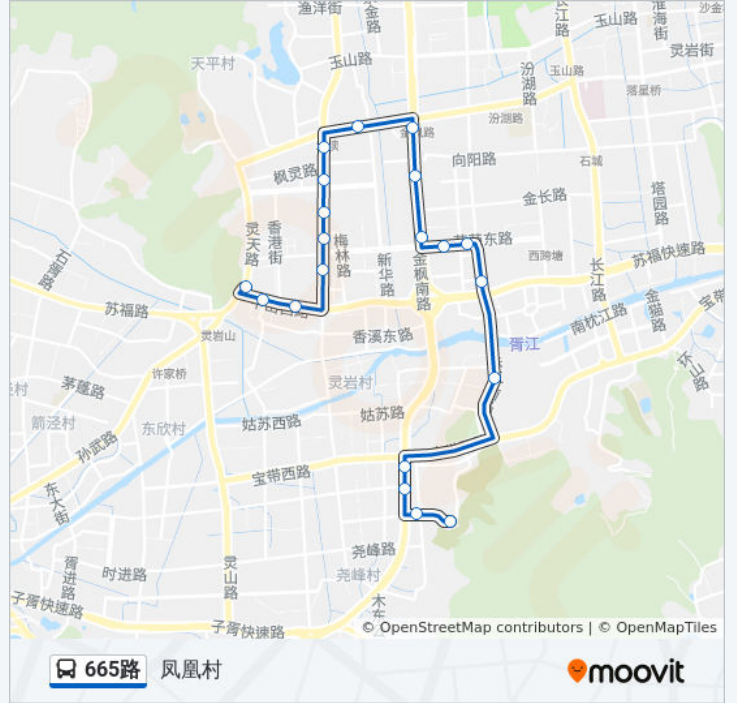 渔洋街
金路
长江路
玉山路
淮海街
沙金
灵岩街
天平村
玉山路
汾湖路
玉山路
落星桥
汾湖路
向阳路
石城
枫灵路
金长路
塔园路
灵天路
香港街
梅林路
新华路
金枫南路
东路
西跨塘
苏福快速路
石胥路
长江路
苏福路
金猫路
宝带
灵岩山
香溪东路
胥江
南枕江路
环山路
许家桥
灵岩村
茅蓬路
箭泾村
东欣村
姑苏西路
姑苏路
孙武路
宝带西路
东大街
尧峰路
尧峰村
胥进路
时进路
灵山路
木东
子胥快速路
子胥快速路
© OpenStreetMap contributors | © OpenMapTiles
665路
凤凰村
moovit